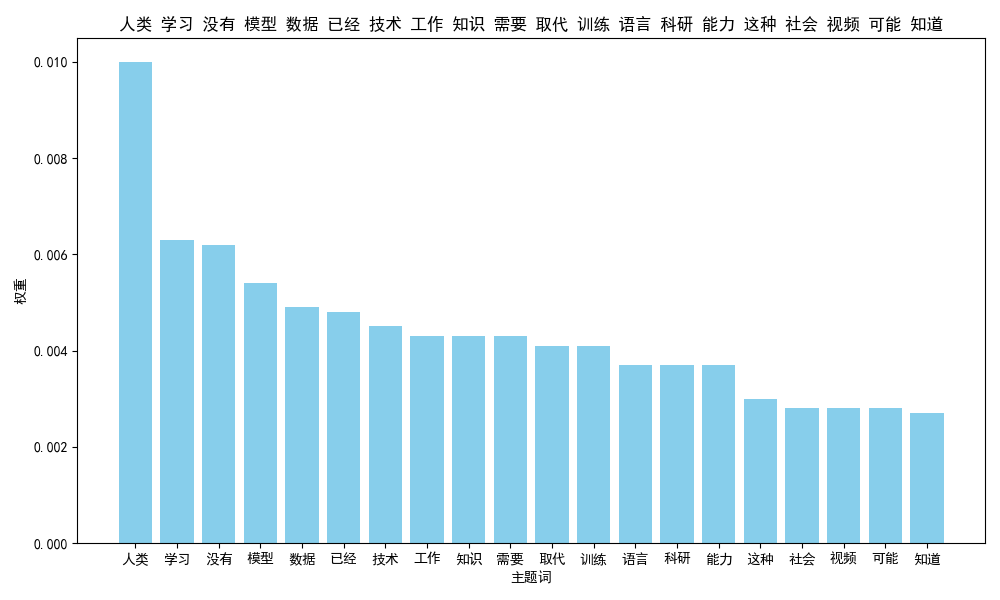 人类 学习 没有 模型 数据 已经 技术 工作 知识 需要 取代 训练 语言 科研 能力 这种 社会 视频 可能 知道
0.010
0.008
0.006
0.004
0.002
0.000
权重
人类 学习 没有 模型 数据 已经 技术 工作 知识 需要 取代 训练 语言 科研 能力 这种 社会 视频 可能 知道
主题词